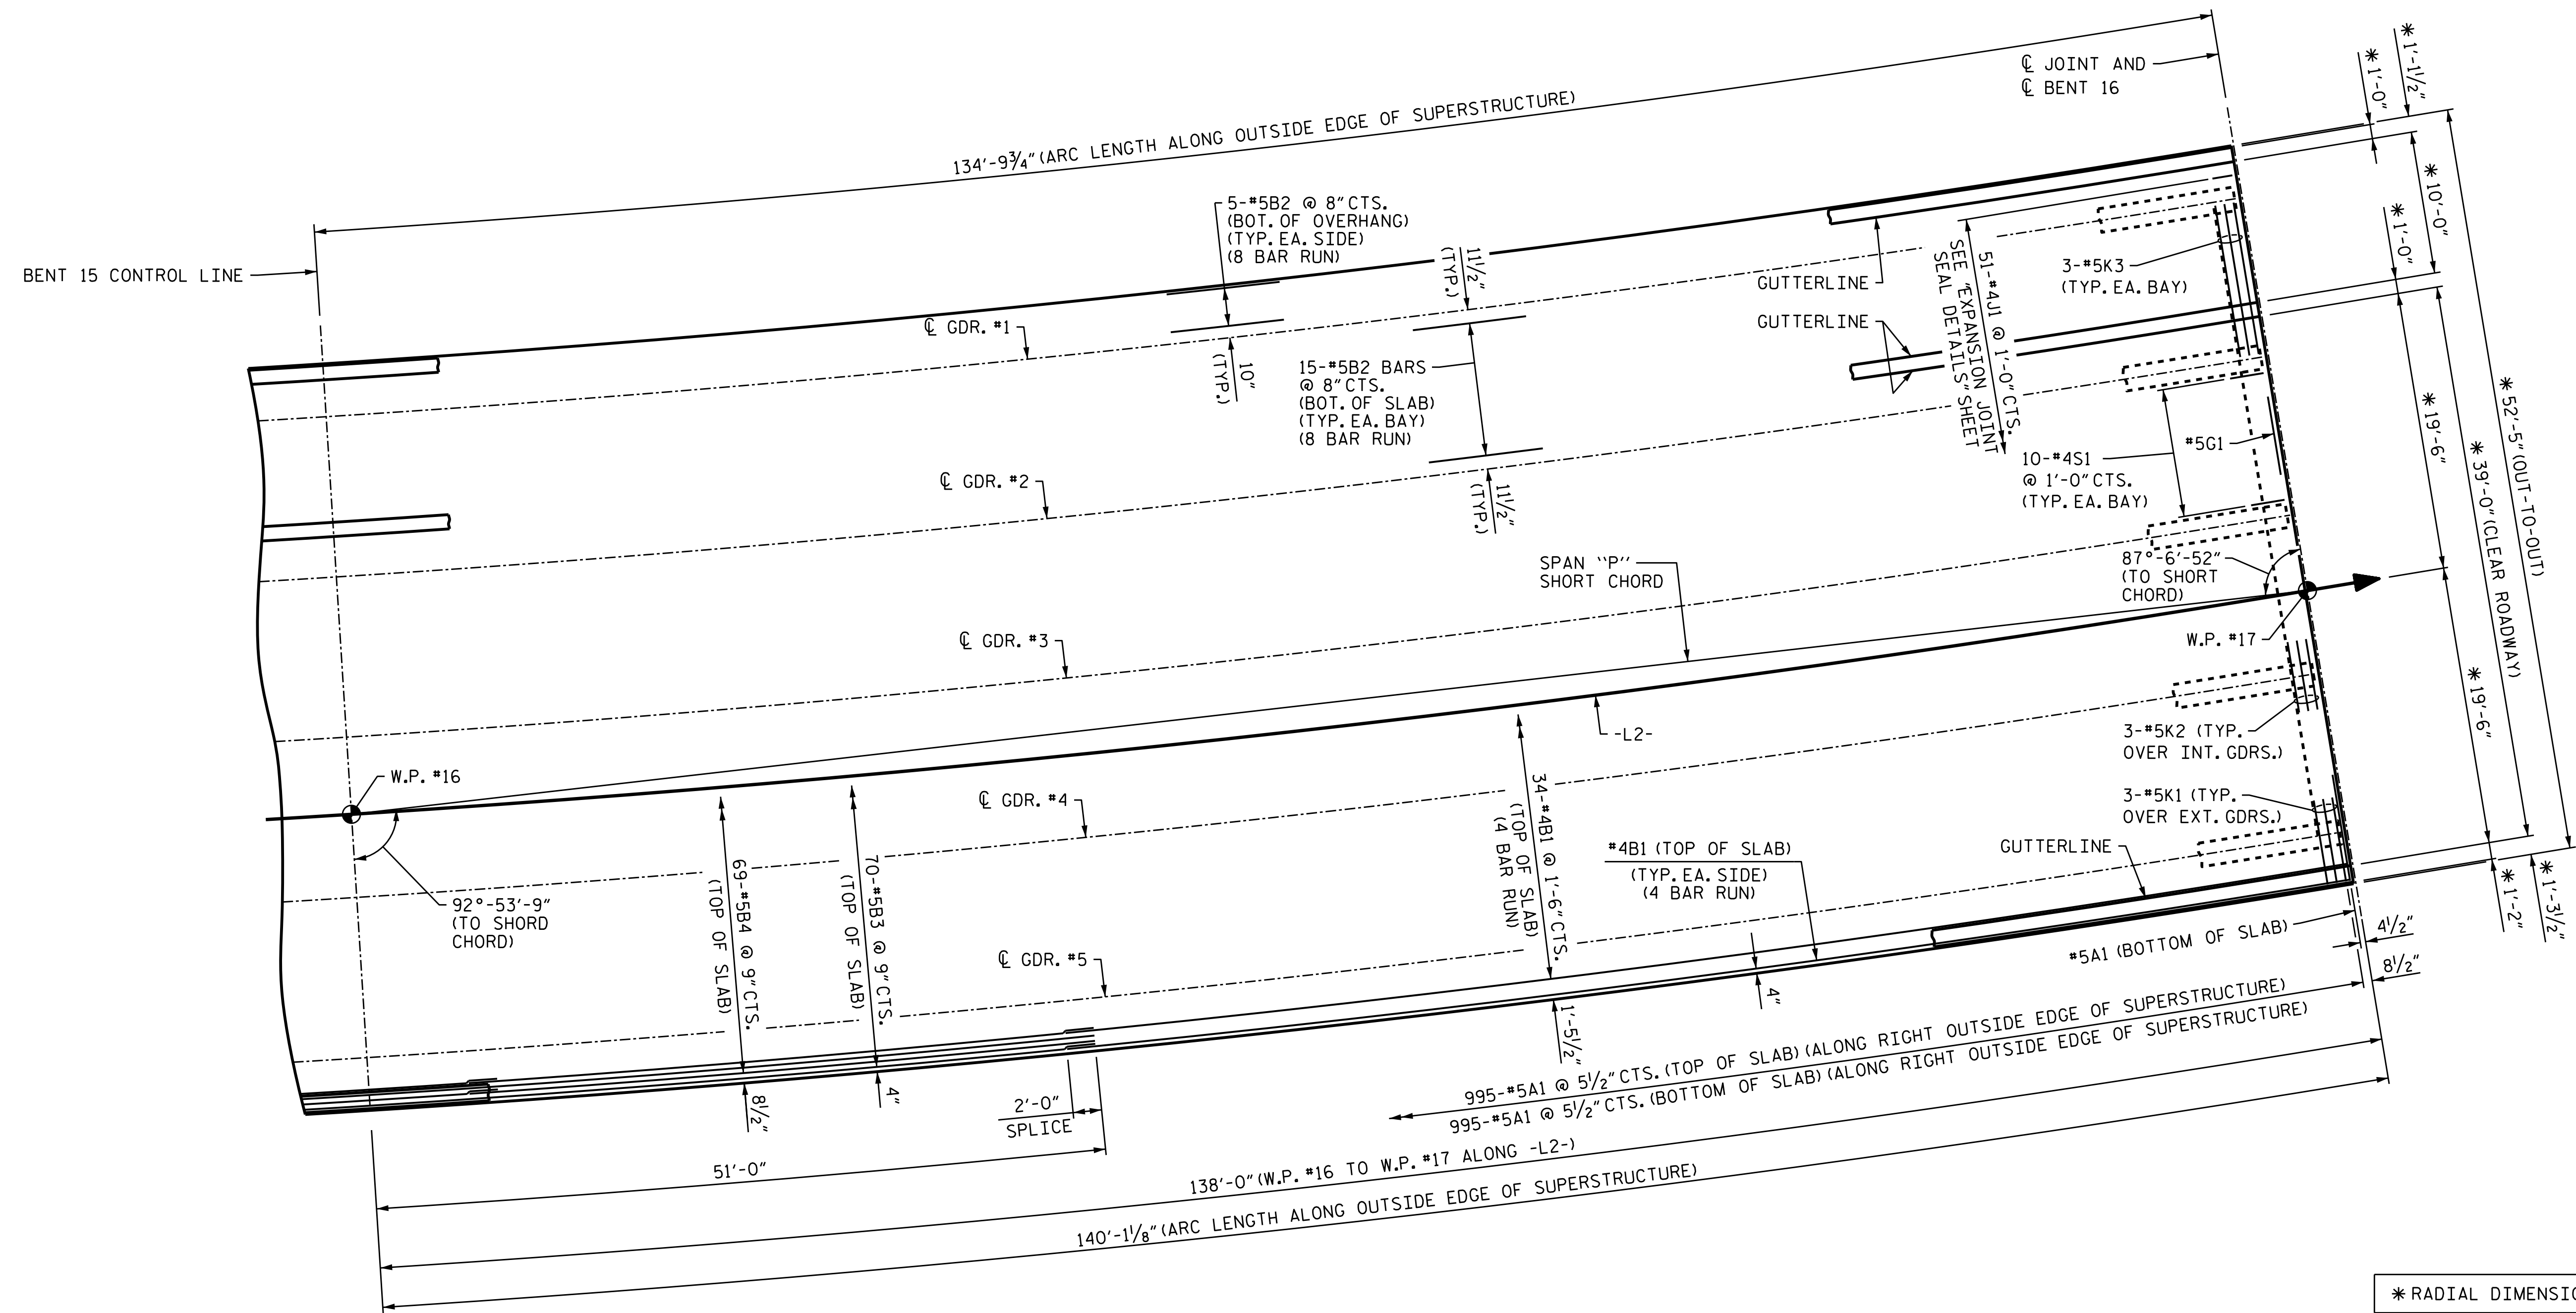 134'-9¾" (ARC LENGTH ALONG OUTSIDE EDGE OF SUPERSTRUCTURE)
℄ JOINT AND
℄ BENT 16
BENT 15 CONTROL LINE
5-#5B2 @ 8" CTS.
(BOT. OF OVERHANG)
(TYP. EA. SIDE)
(8 BAR RUN)
11½"
(TYP.)
10"
(TYP.)
℄ GDR. #1
15-#5B2 BARS
@ 8" CTS.
(BOT. OF SLAB)
(TYP. EA. BAY)
(8 BAR RUN)
11½"
(TYP.)
GUTTERLINE
GUTTERLINE
51-#4J1 @ 1'-0" CTS.
SEE "EXPANSION JOINT
SEAL DETAILS" SHEET
3-#5K3
(TYP. EA. BAY)
#5G1
10-#4S1
@ 1'-0" CTS.
(TYP. EA. BAY)
✳ 1'-0"
✳ 1'-1½"
✳ 10'-0"
✳ 1'-0"
✳ 19'-6"
✳ 39'-0" (CLEAR ROADWAY)
✳ 52'-5" (OUT-TO-OUT)
✳ 19'-6"
✳ 1'-2"
✳ 1'-3½"
℄ GDR. #2
SPAN ``P''
SHORT CHORD
87°-6'-52"
(TO SHORT
CHORD)
W.P. #17
℄ GDR. #3
-L2-
W.P. #16
℄ GDR. #4
92°-53'-9"
(TO SHORD
CHORD)
69-#5B4 @ 9" CTS.
(TOP OF SLAB)
70-#5B3 @ 9" CTS.
(TOP OF SLAB)
34-#4B1 @ 1'-6" CTS.
(TOP OF SLAB)
(4 BAR RUN)
#4B1 (TOP OF SLAB)
(TYP. EA. SIDE)
(4 BAR RUN)
3-#5K2 (TYP.
OVER INT. GDRS.)
3-#5K1 (TYP.
OVER EXT. GDRS.)
GUTTERLINE
℄ GDR. #5
#5A1 (BOTTOM OF SLAB)
4½"
8½"
8½"
4"
2'-0"
SPLICE
1'-5½"
4"
995-#5A1 @ 5½" CTS. (TOP OF SLAB) (ALONG RIGHT OUTSIDE EDGE OF SUPERSTRUCTURE)
995-#5A1 @ 5½" CTS. (BOTTOM OF SLAB) (ALONG RIGHT OUTSIDE EDGE OF SUPERSTRUCTURE)
51'-0"
138'-0" (W.P. #16 TO W.P. #17 ALONG -L2-)
140'-1⅛" (ARC LENGTH ALONG OUTSIDE EDGE OF SUPERSTRUCTURE)
✳ RADIAL DIMENSIO